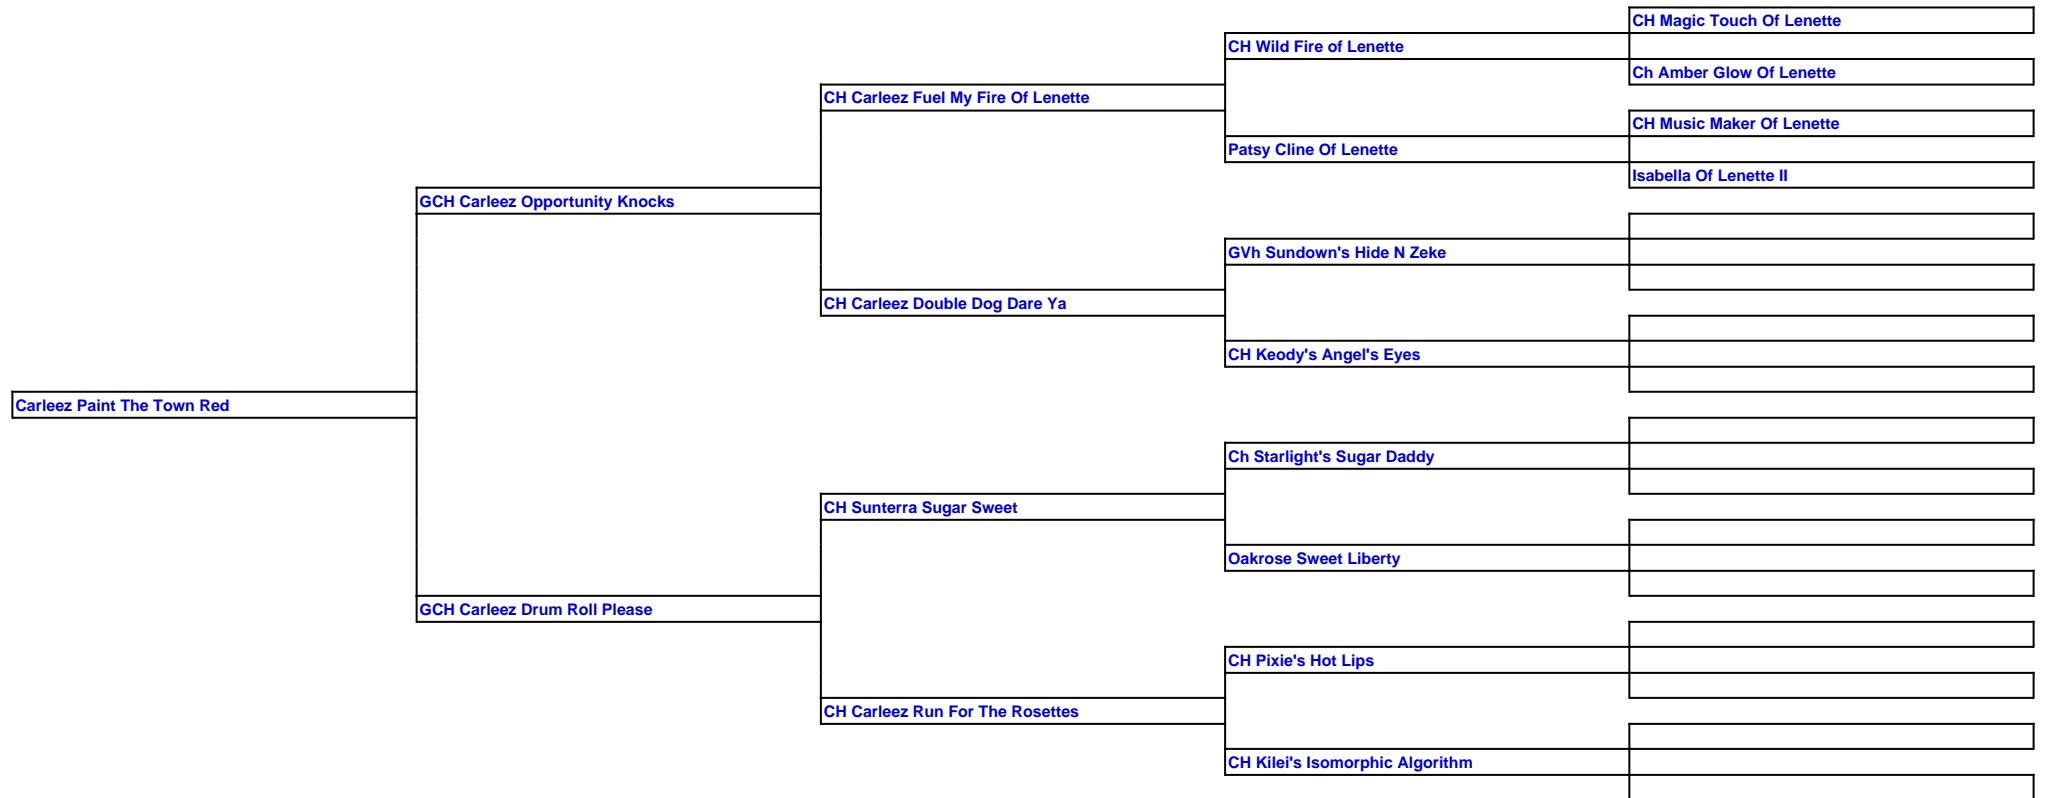 CH Magic Touch Of Lenette
CH Wild Fire of Lenette
Ch Amber Glow Of Lenette
CH Carleez Fuel My Fire Of Lenette
CH Music Maker Of Lenette
Patsy Cline Of Lenette
Isabella Of Lenette II
GCH Carleez Opportunity Knocks
GVh Sundown's Hide N Zeke
CH Carleez Double Dog Dare Ya
CH Keody's Angel's Eyes
Carleez Paint The Town Red
Ch Starlight's Sugar Daddy
CH Sunterra Sugar Sweet
Oakrose Sweet Liberty
GCH Carleez Drum Roll Please
CH Pixie's Hot Lips
CH Carleez Run For The Rosettes
CH Kilei's Isomorphic Algorithm